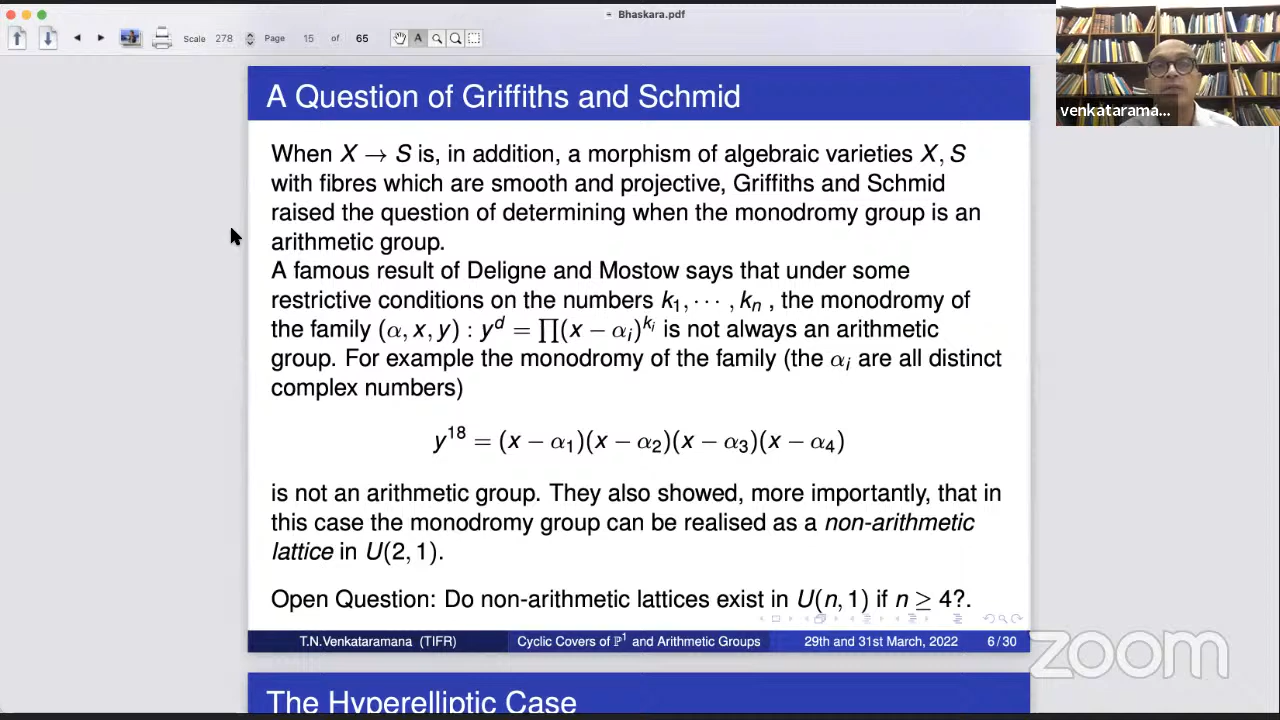 Bhaskara.pdf
Scale 278 Page 15 of 65
A
venkatarama...
A Question of Griffiths and Schmid
When X → S is, in addition, a morphism of algebraic varieties X, S
with fibres which are smooth and projective, Griffiths and Schmid
raised the question of determining when the monodromy group is an
arithmetic group.
A famous result of Deligne and Mostow says that under some
restrictive conditions on the numbers k₁, ⋯ , kₙ , the monodromy of
the family (α, x, y) : yᵈ = ∏(x − αᵢ)^kᵢ is not always an arithmetic
group. For example the monodromy of the family (the αᵢ are all distinct
complex numbers)
y¹⁸ = (x − α₁)(x − α₂)(x − α₃)(x − α₄)
is not an arithmetic group. They also showed, more importantly, that in
this case the monodromy group can be realised as a non-arithmetic
lattice in U(2, 1).
Open Question: Do non-arithmetic lattices exist in U(n, 1) if n ≥ 4?.
T.N.Venkataramana (TIFR) Cyclic Covers of ℙ¹ and Arithmetic Groups 29th and 31st March, 2022 6 / 30
zoom
The Hyperelliptic Case